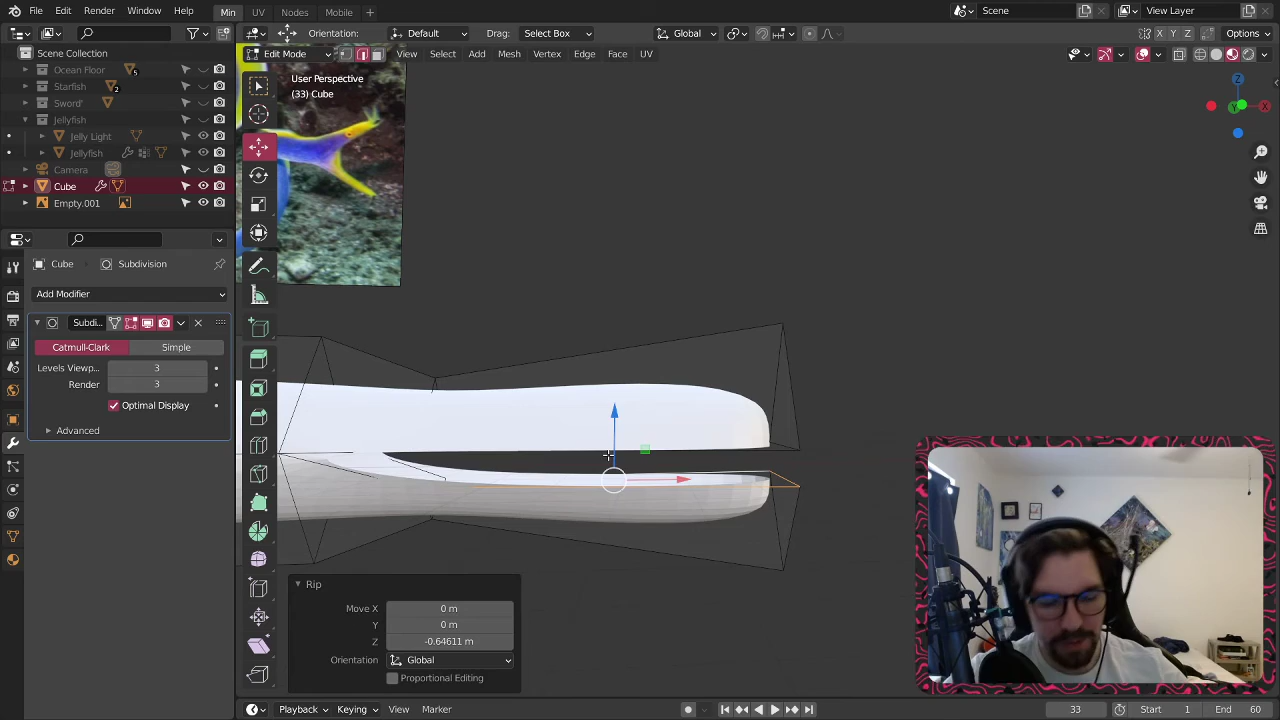 File Edit Render Window Help Min UV Nodes Mobile Scene View Layer
Orientation: Default Drag: Select Box Global X Y Z Options
Scene Collection
Ocean Floor 5
Starfish 2
Sword'
Jellyfish
Jelly Light
Jellyfish
Camera
Cube
Empty.001
Edit Mode View Select Add Mesh Vertex Edge Face UV
User Perspective
(33) Cube
Z
Y
X
Cube Subdivision
Add Modifier
Subdi...
Catmull-Clark Simple
Levels Viewp... 3
Render 3
Optimal Display
Advanced
Rip
Move X 0 m
Y 0 m
Z -0.64611 m
Orientation Global
Proportional Editing
Playback Keying View Marker 33 Start 1 End 60